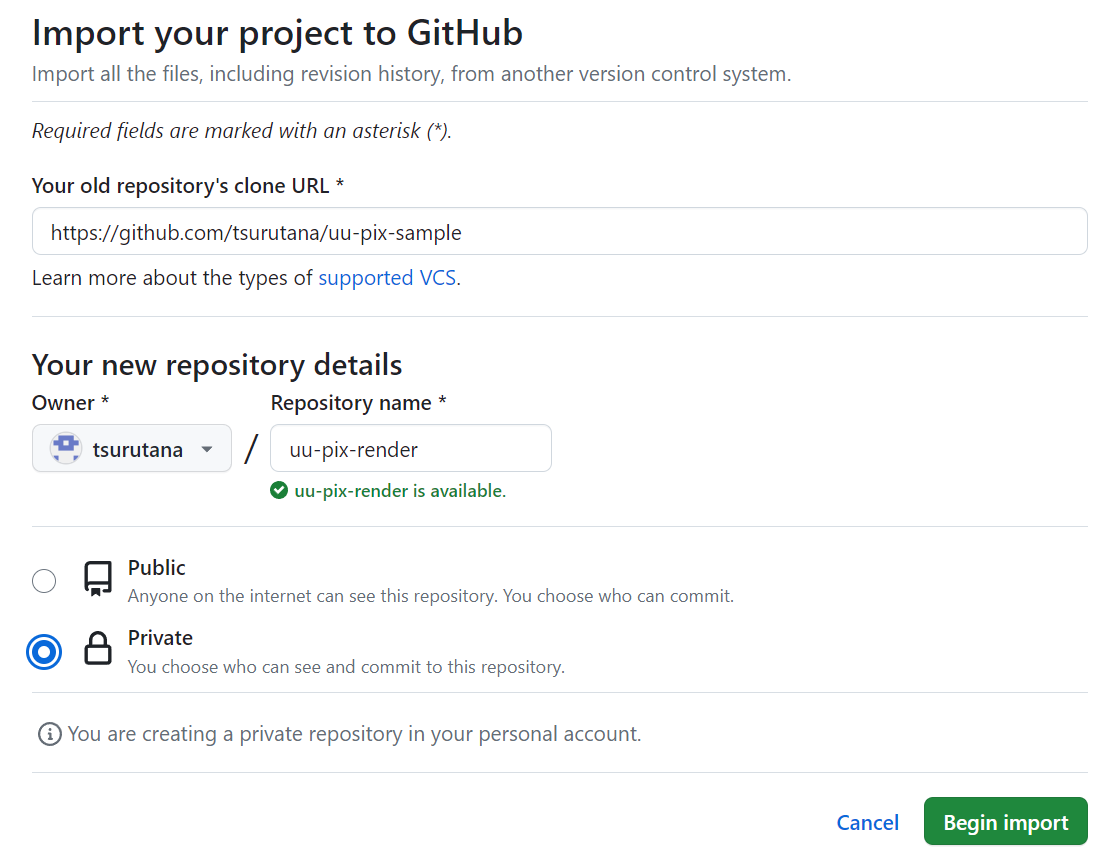 Import your project to GitHub
Import all the files, including revision history, from another version control system.
Required fields are marked with an asterisk (*).
Your old repository's clone URL *
https://github.com/tsurutana/uu-pix-sample
Learn more about the types of supported VCS.
Your new repository details
Owner *
Repository name *
tsurutana
/
uu-pix-render
uu-pix-render is available.
Public
Anyone on the internet can see this repository. You choose who can commit.
Private
You choose who can see and commit to this repository.
You are creating a private repository in your personal account.
Cancel
Begin import